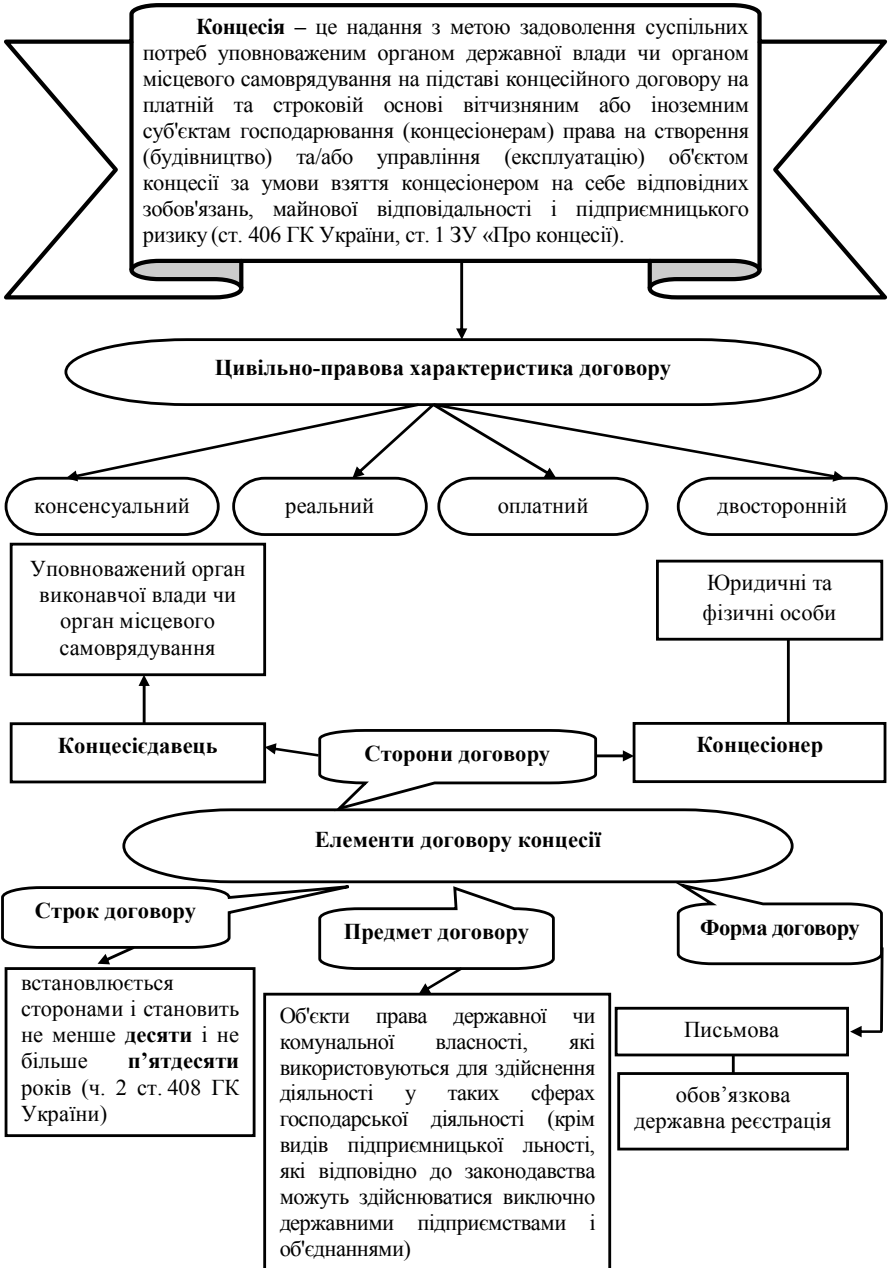 Концесія – це надання з метою задоволення суспільних
потреб уповноваженим органом державної влади чи органом
місцевого самоврядування на підставі концесійного договору на
платній та строковій основі вітчизняним або іноземним
суб'єктам господарювання (концесіонерам) права на створення
(будівництво) та/або управління (експлуатацію) об'єктом
концесії за умови взяття концесіонером на себе відповідних
зобов'язань, майнової відповідальності і підприємницького
ризику (ст. 406 ГК України, ст. 1 ЗУ «Про концесії).
Цивільно-правова характеристика договору
консенсуальний
реальний
оплатний
двосторонній
Уповноважений орган
виконавчої влади чи
орган місцевого
самоврядування
Юридичні та
фізичні особи
Концесієдавець
Сторони договору
Концесіонер
Елементи договору концесії
Строк договору
Предмет договору
Форма договору
встановлюється
сторонами і становить
не менше десяти і не
більше п’ятдесяти
років (ч. 2 ст. 408 ГК
України)
Об'єкти права державної чи
комунальної власності, які
використовуються для здійснення
діяльності у таких сферах
господарської діяльності (крім
видів підприємницької льності,
які відповідно до законодавства
можуть здійснюватися виключно
державними підприємствами і
об'єднаннями)
Письмова
обов’язкова
державна реєстрація